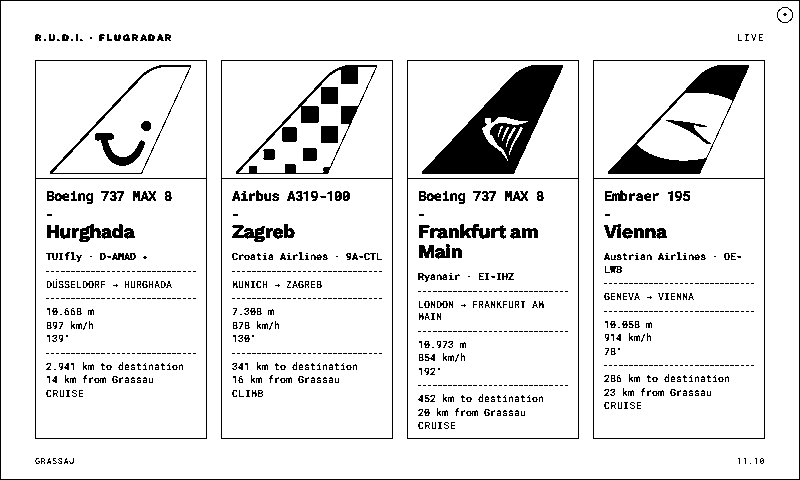 R.U.D.I. · FLUGRADAR
LIVE
Boeing 737 MAX 8
-
Hurghada
TUIfly · D-AMAD ✦
DÜSSELDORF → HURGHADA
10.668 m
897 km/h
139°
2.941 km to destination
14 km from Grassau
CRUISE
Airbus A319-100
-
Zagreb
Croatia Airlines · 9A-CTL
MUNICH → ZAGREB
7.308 m
878 km/h
130°
341 km to destination
16 km from Grassau
CLIMB
Boeing 737 MAX 8
-
Frankfurt am
Main
Ryanair · EI-IHZ
LONDON → FRANKFURT AM
MAIN
10.973 m
854 km/h
192°
452 km to destination
20 km from Grassau
CRUISE
Embraer 195
-
Vienna
Austrian Airlines · OE-
LWB
GENEVA → VIENNA
10.058 m
914 km/h
78°
286 km to destination
23 km from Grassau
CRUISE
GRASSAU
11.10